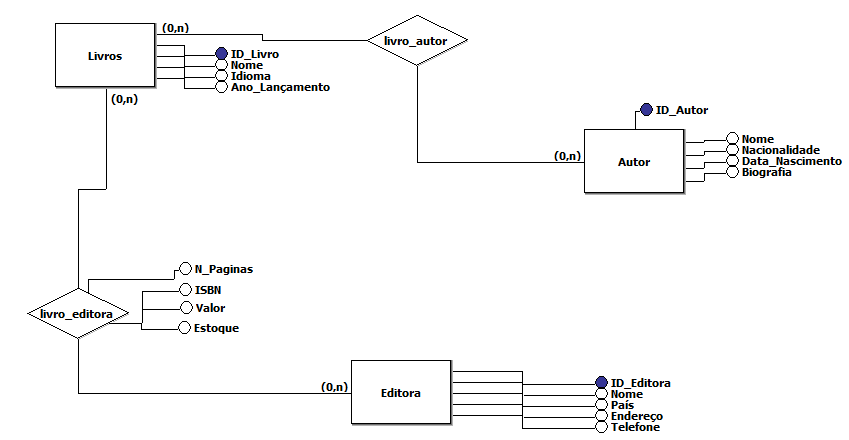 (0,n)
Livros
ID_Livro
Nome
Idioma
Ano_Lançamento
livro_autor
(0,n)
ID_Autor
(0,n)
Autor
Nome
Nacionalidade
Data_Nascimento
Biografia
N_Paginas
ISBN
Valor
Estoque
livro_editora
(0,n)
Editora
ID_Editora
Nome
País
Endereço
Telefone